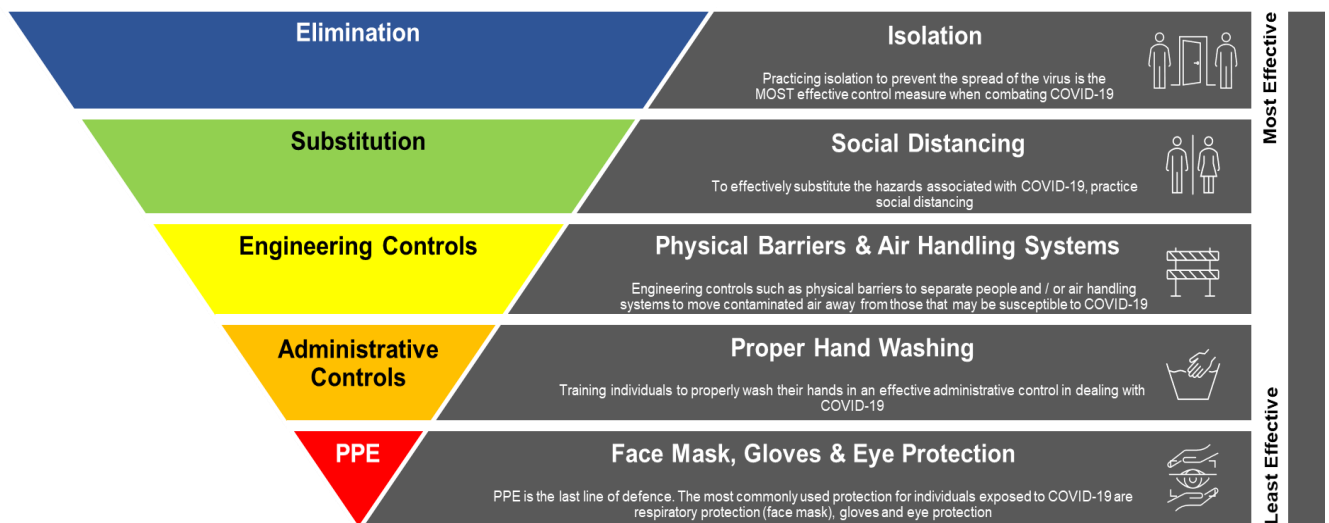 Elimination
Isolation
Practicing isolation to prevent the spread of the virus is the
MOST effective control measure when combating COVID-19
Most Effective
Substitution
Social Distancing
To effectively substitute the hazards associated with COVID-19, practice
social distancing
Engineering Controls
Physical Barriers & Air Handling Systems
Engineering controls such as physical barriers to separate people and / or air handling
systems to move contaminated air away from those that may be susceptible to COVID-19
Administrative
Controls
Proper Hand Washing
Training individuals to properly wash their hands in an effective administrative control in dealing with
COVID-19
PPE
Face Mask, Gloves & Eye Protection
PPE is the last line of defence. The most commonly used protection for individuals exposed to COVID-19 are
respiratory protection (face mask), gloves and eye protection
Least Effective